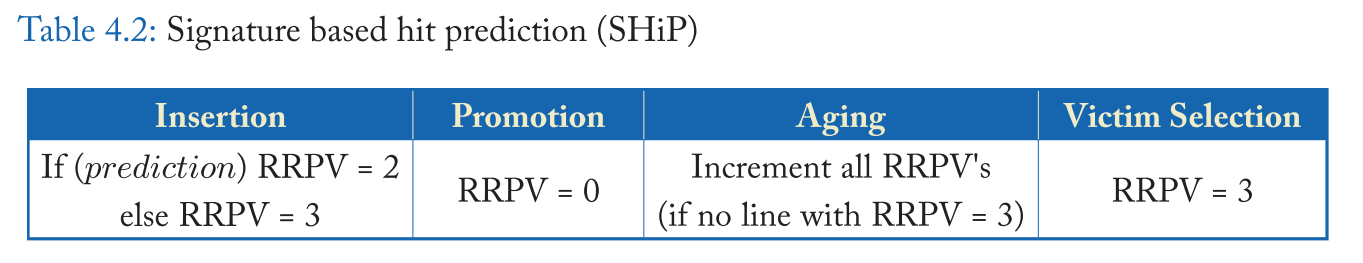 Table 4.2: Signature based hit prediction (SHiP)
Insertion
Promotion
Aging
Victim Selection
If (prediction) RRPV = 2
else RRPV = 3
RRPV = 0
Increment all RRPV's
(if no line with RRPV = 3)
RRPV = 3